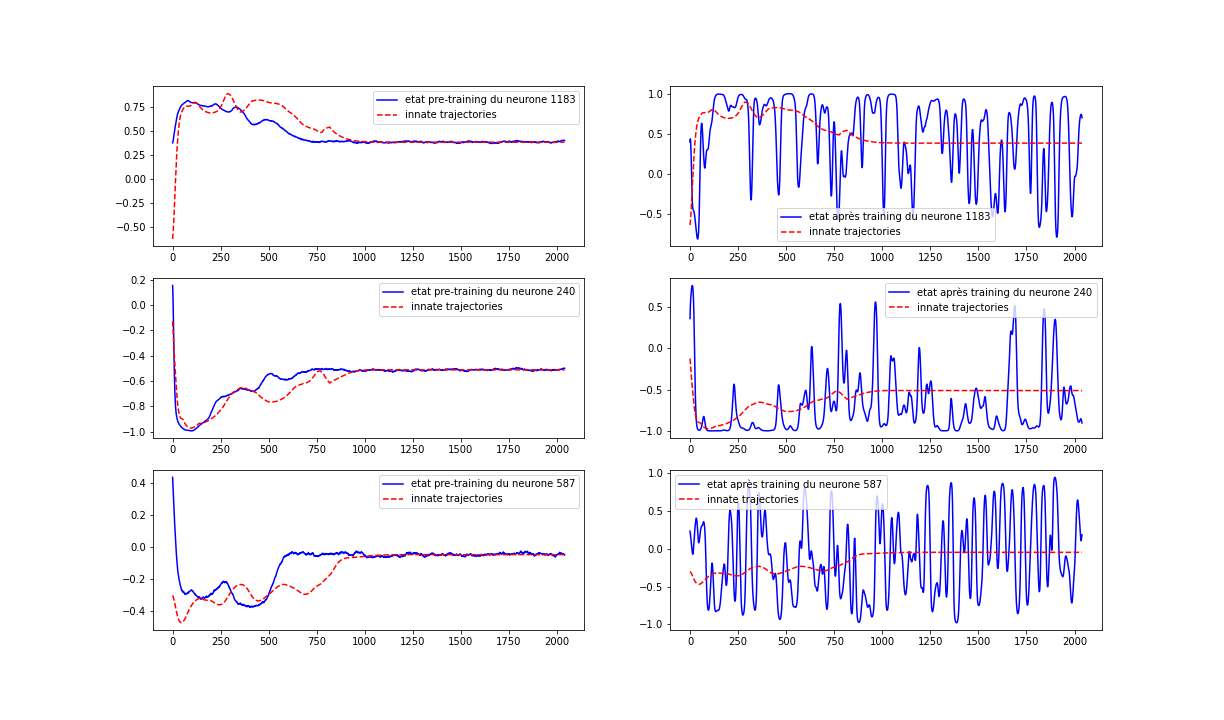 etat pre-training du neurone 1183
innate trajectories
0.75
0.50
0.25
0.00
−0.25
−0.50
0 250 500 750 1000 1250 1500 1750 2000
etat après training du neurone 1183
innate trajectories
1.0
0.5
0.0
−0.5
0 250 500 750 1000 1250 1500 1750 2000
etat pre-training du neurone 240
innate trajectories
0.2
0.0
−0.2
−0.4
−0.6
−0.8
−1.0
0 250 500 750 1000 1250 1500 1750 2000
etat après training du neurone 240
innate trajectories
0.5
0.0
−0.5
−1.0
0 250 500 750 1000 1250 1500 1750 2000
etat pre-training du neurone 587
innate trajectories
0.4
0.2
0.0
−0.2
−0.4
0 250 500 750 1000 1250 1500 1750 2000
etat après training du neurone 587
innate trajectories
1.0
0.5
0.0
−0.5
−1.0
0 250 500 750 1000 1250 1500 1750 2000